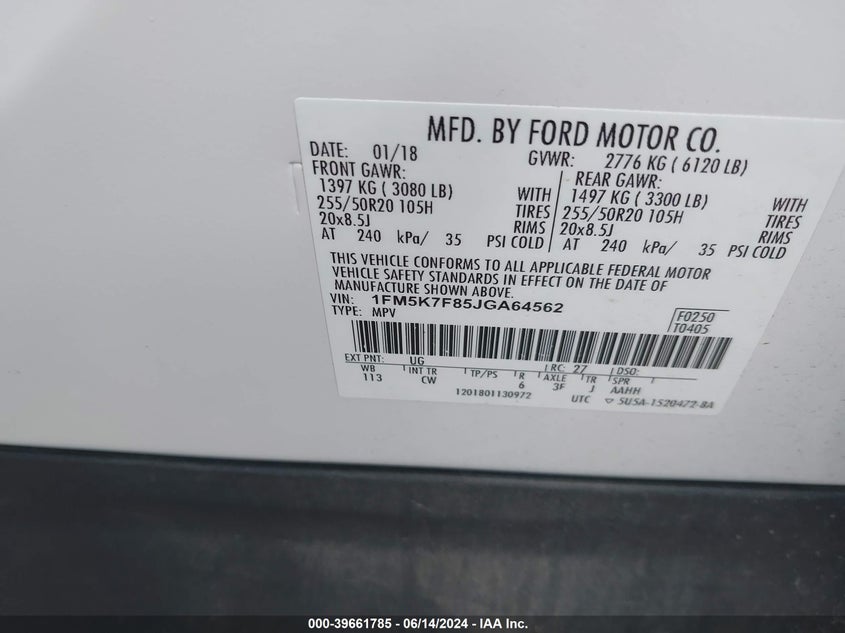 MFD. BY FORD MOTOR CO.
DATE: 01/18 GVWR: 2776 KG ( 6120 LB)
FRONT GAWR: REAR GAWR:
1397 KG ( 3080 LB) WITH 1497 KG ( 3300 LB) WITH
255/50R20 105H TIRES 255/50R20 105H TIRES
20x8.5J RIMS 20x8.5J RIMS
AT 240 kPa/ 35 PSI COLD AT 240 kPa/ 35 PSI COLD
THIS VEHICLE CONFORMS TO ALL APPLICABLE FEDERAL MOTOR
VEHICLE SAFETY STANDARDS IN EFFECT ON THE DATE OF
MANUFACTURE SHOWN ABOVE.
VIN: 1FM5K7F85JGA64562 F0250
TYPE: MPV T0405
EXT PNT: UG RC: 27 DSO:
WB INT TR TP/PS R AXLE TR SPR
113 CW 6 3F J AAHH
1201801130972 UTC ▽ 5U5A-1520472-BA
000-39661785 - 06/14/2024 - IAA Inc.